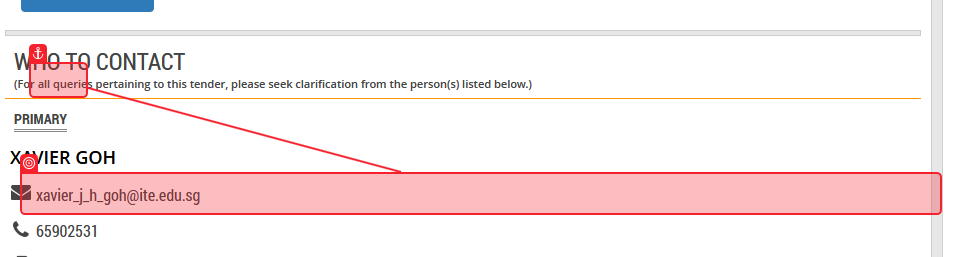 WHO TO CONTACT
(For all queries pertaining to this tender, please seek clarification from the person(s) listed below.)
PRIMARY
XAVIER GOH
xavier_j_h_goh@ite.edu.sg
65902531